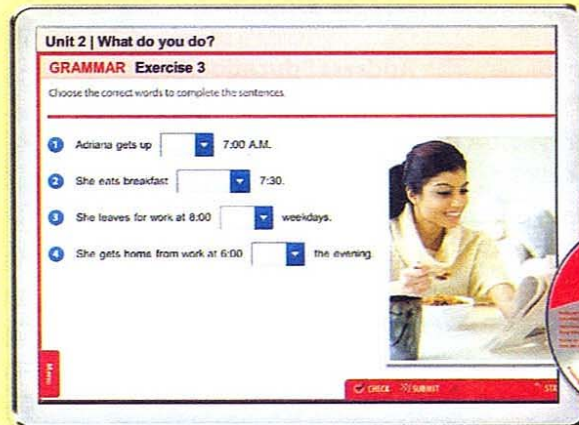 Unit 2 | What do you do?
GRAMMAR Exercise 3
Choose the correct words to complete the sentences.
1 Adriana gets up 7:00 A.M.
2 She eats breakfast 7:30.
3 She leaves for work at 8:00 weekdays.
4 She gets home from work at 6:00 the evening.
Menu
CHECK SUBMIT